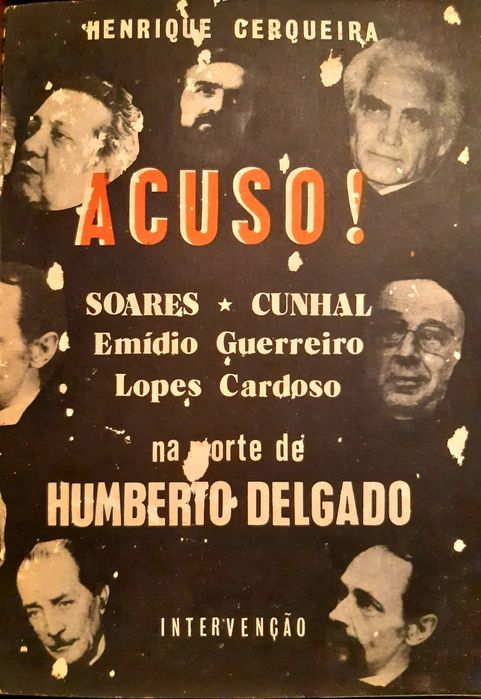 HENRIQUE CERQUEIRA
ACUSO!
SOARES ★ CUNHAL
Emídio Guerreiro
Lopes Cardoso
na morte de
HUMBERTO DELGADO
INTERVENÇÃO